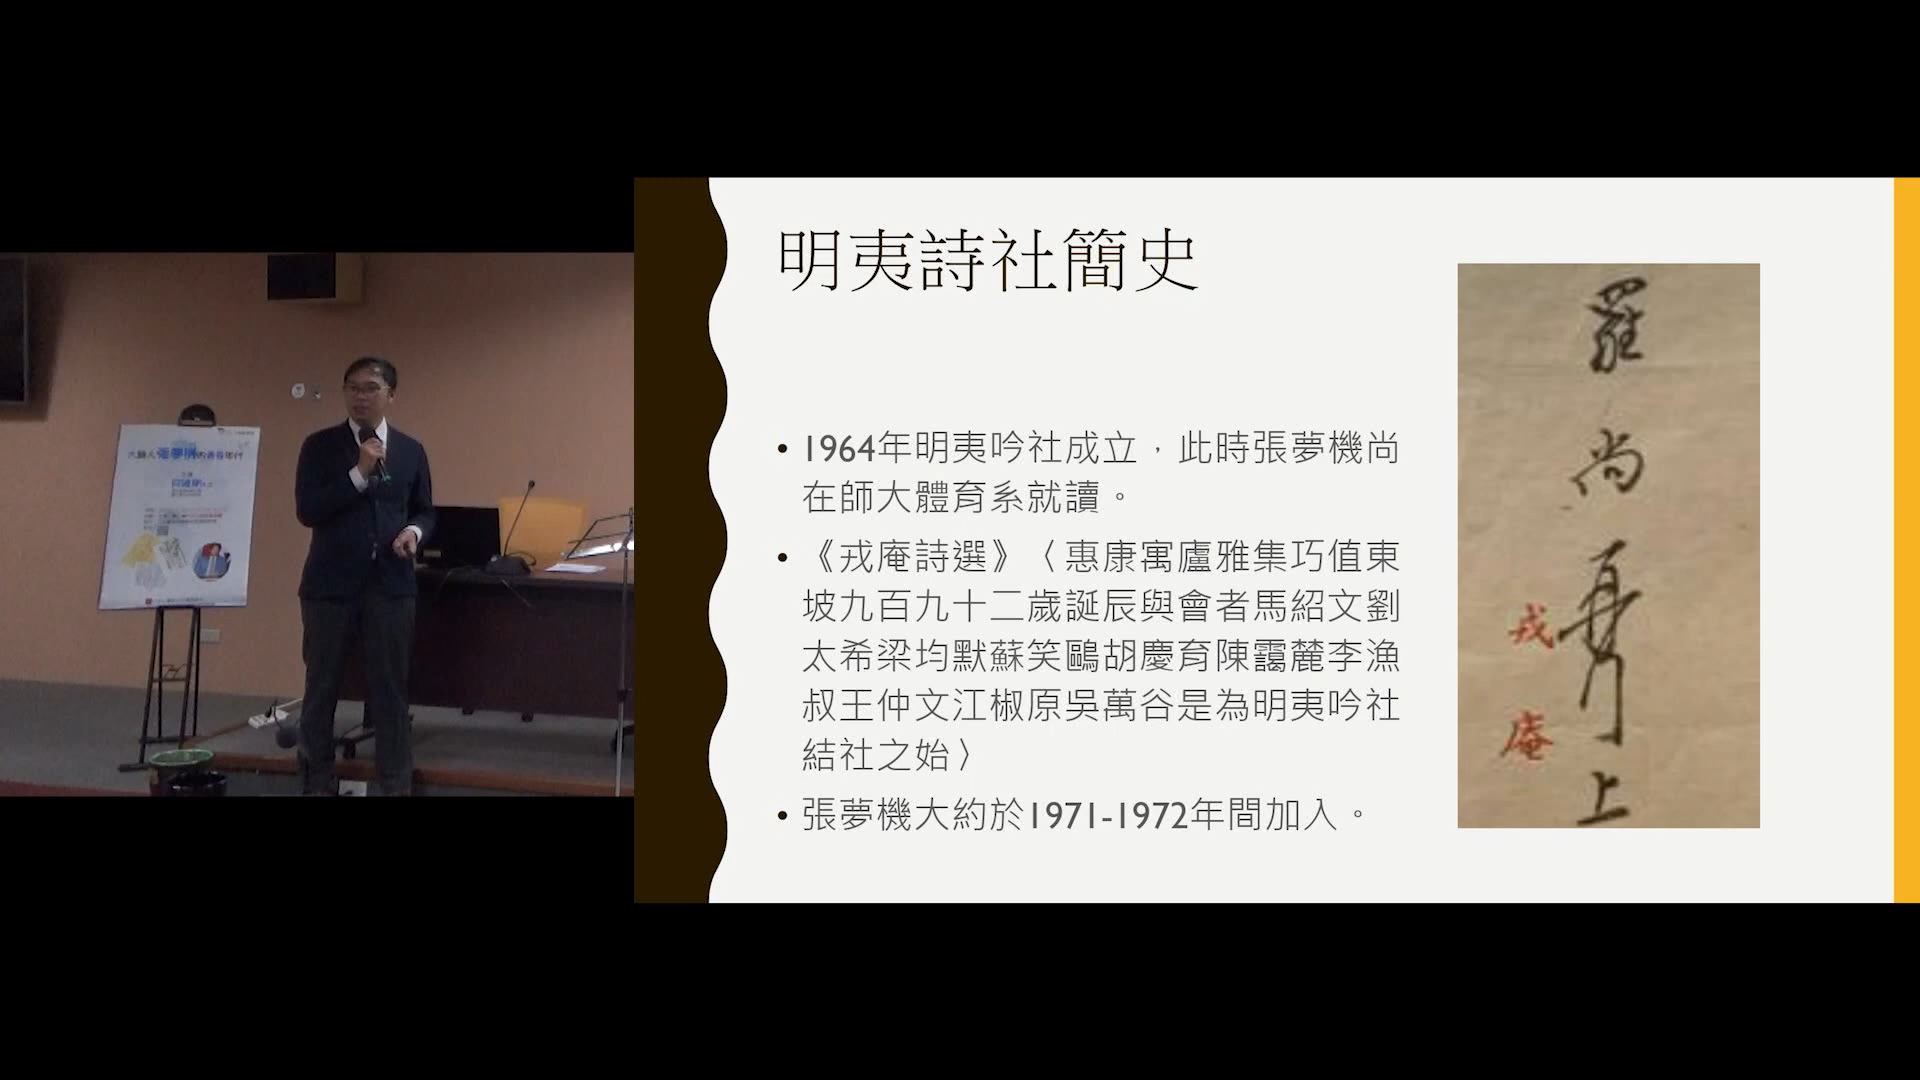 明夷詩社簡史
• 1964年明夷吟社成立，此時張夢機尚
在師大體育系就讀。
• 《戎庵詩選》〈惠康寓廬雅集巧值東
坡九百九十二歲誕辰與會者馬紹文劉
太希梁均默蘇笑鷗胡慶育陳靄麓李漁
叔王仲文江椒原吳萬谷是為明夷吟社
結社之始〉
• 張夢機大約於1971-1972年間加入。
羅尚
上
戎庵